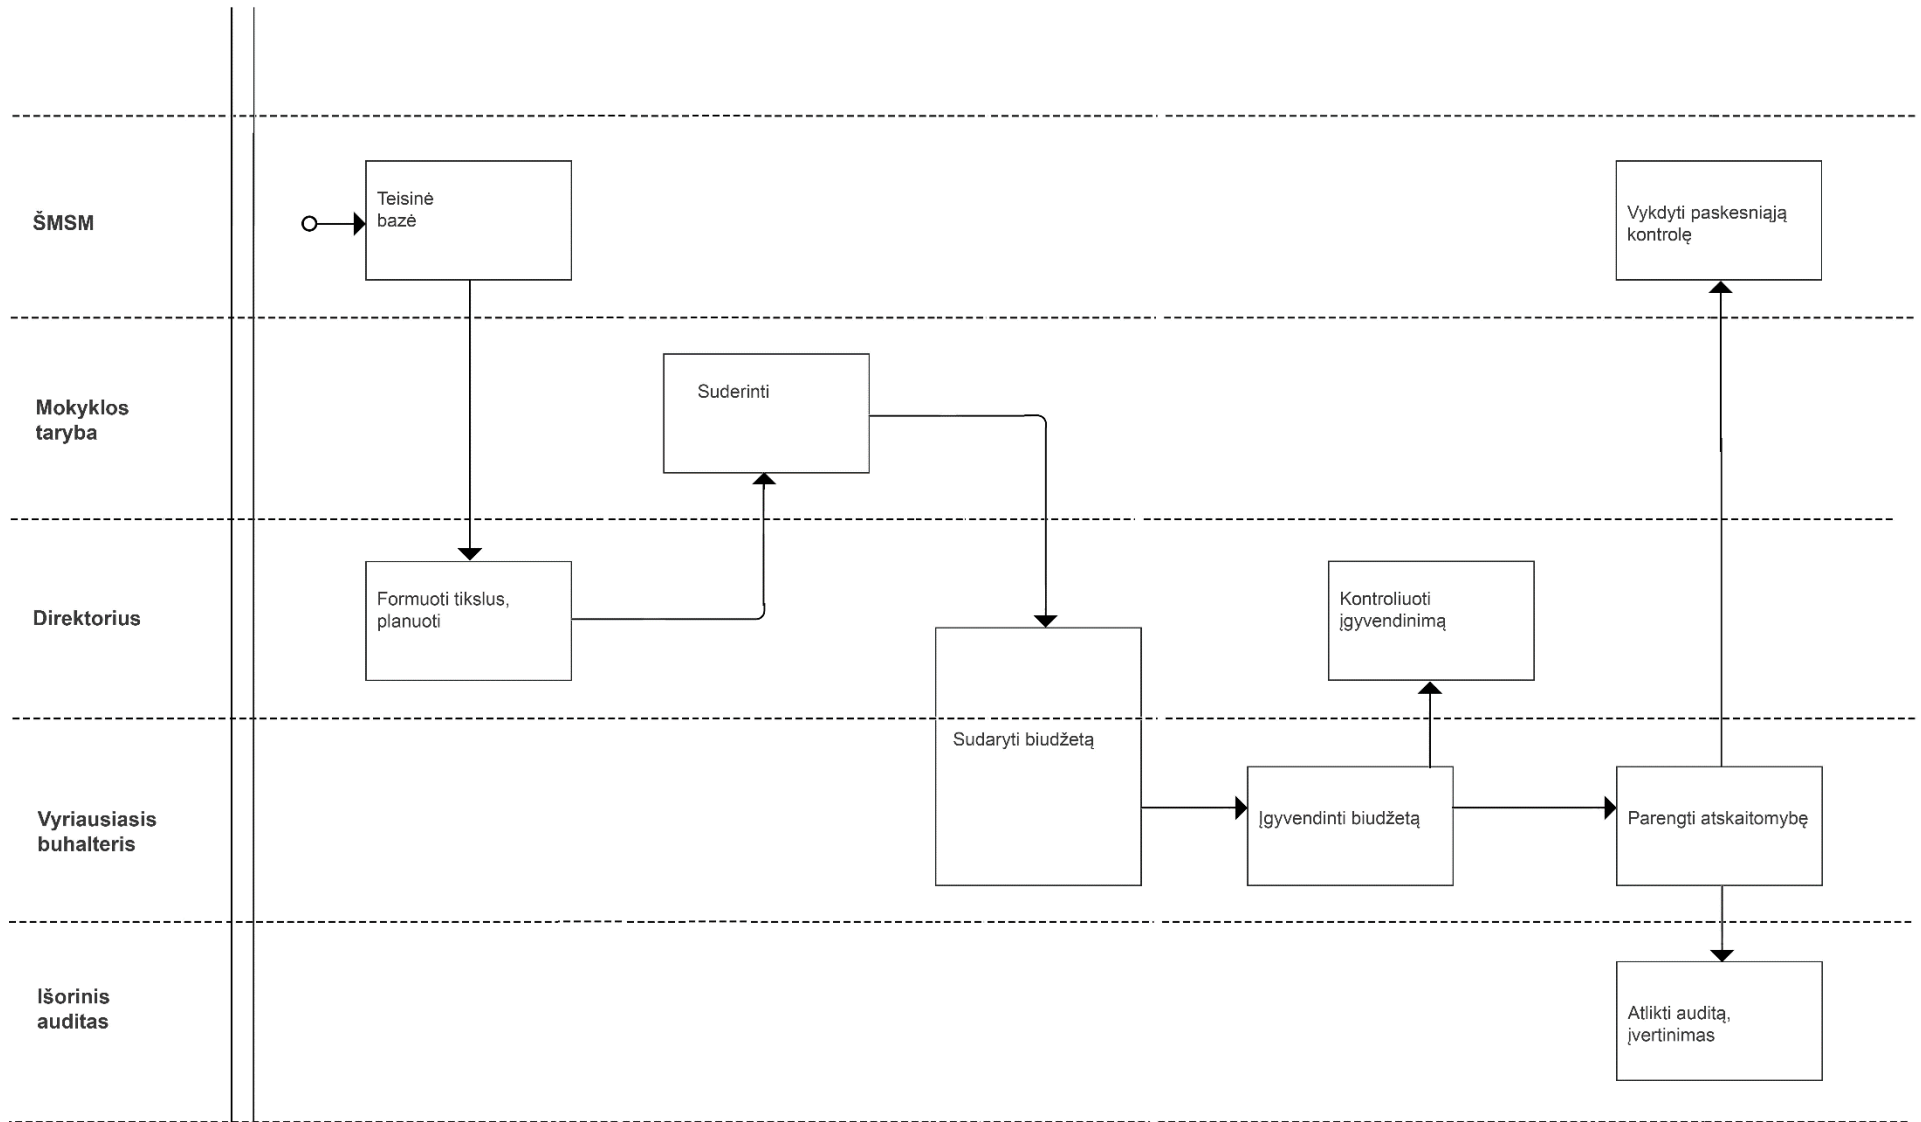 ŠMSM
Teisinė
bazė
Vykdyti paskesniąją
kontrolę
Mokyklos
taryba
Suderinti
Direktorius
Formuoti tikslus,
planuoti
Kontroliuoti
įgyvendinimą
Sudaryti biudžetą
Vyriausiasis
buhalteris
Įgyvendinti biudžetą
Parengti atskaitomybę
Išorinis
auditas
Atlikti auditą,
įvertinimas